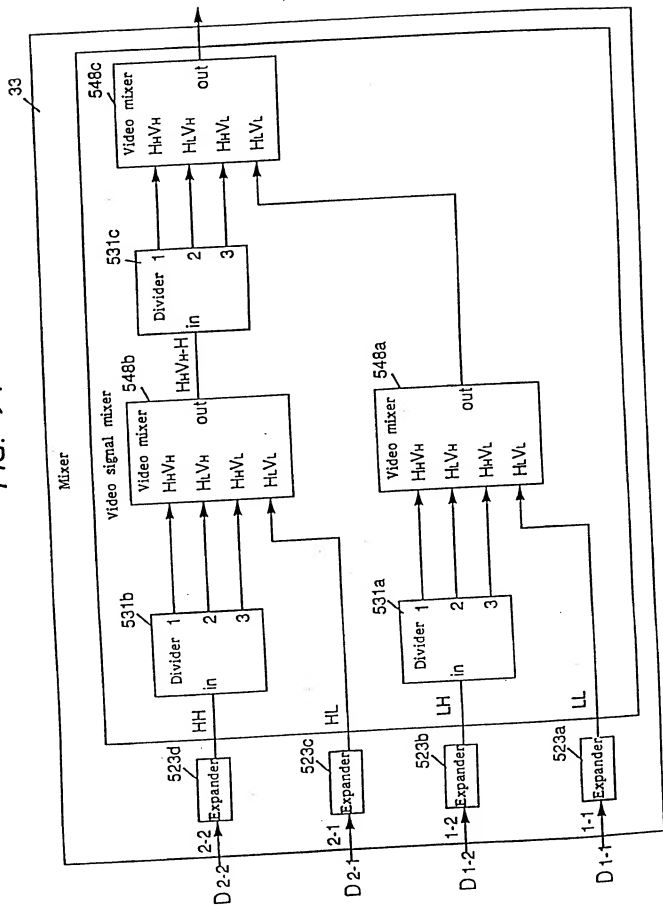 33
Mixer
Video signal mixer
548c
Video mixer
HHVH
HLVH
HHVL
HLVL
out
531c
Divider
in
1
2
3
HHVH-H
548b
Video mixer
HHVH
HLVH
HHVL
HLVL
out
531b
Divider
in
1
2
3
548a
Video mixer
HHVH
HLVH
HHVL
HLVL
out
531a
Divider
in
1
2
3
HH
HL
LH
LL
523d
Expander
523c
Expander
523b
Expander
523a
Expander
2-2
D 2-2
2-1
D 2-1
1-2
D 1-2
1-1
D 1-1